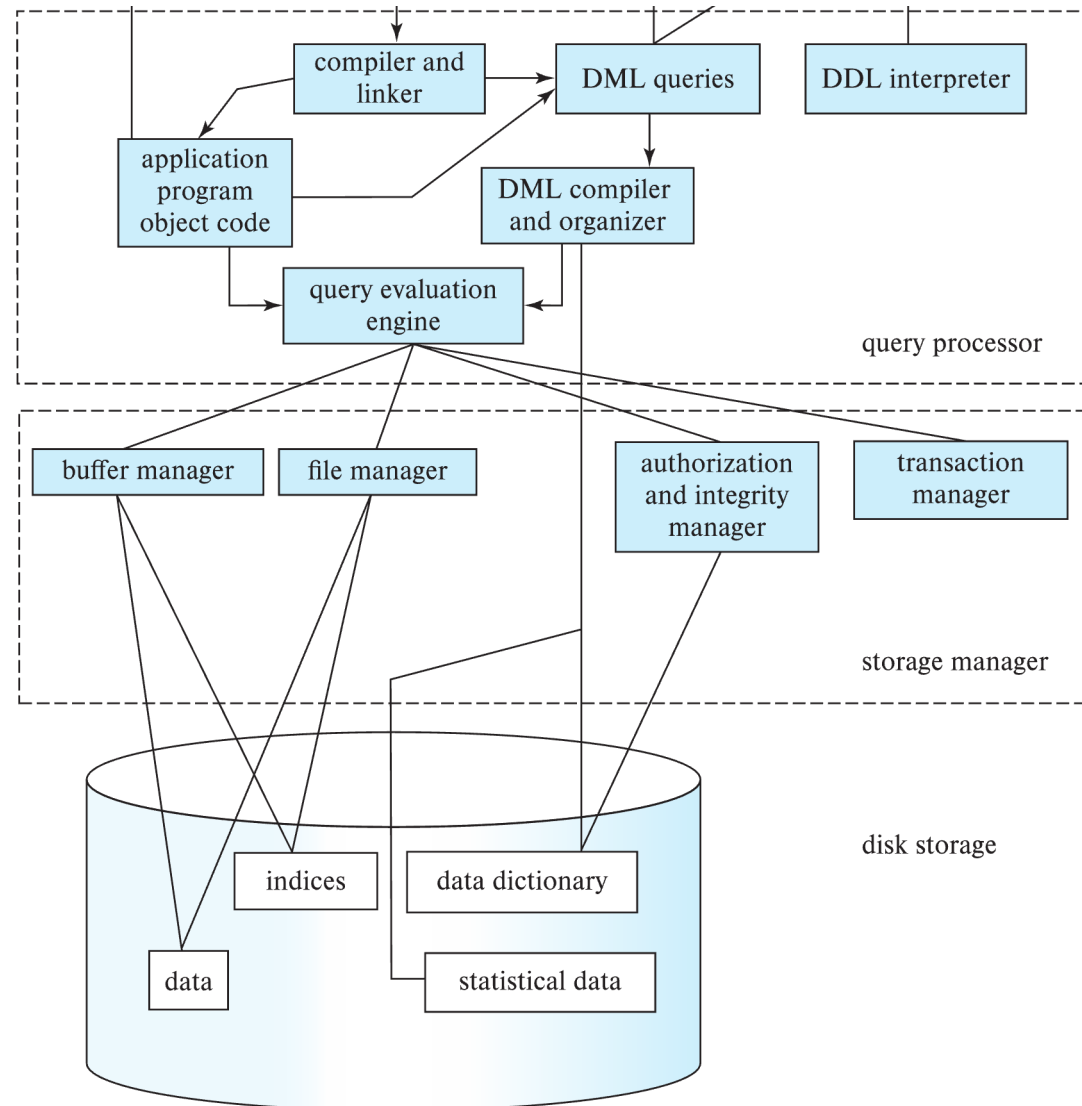 compiler and
linker
DML queries
DDL interpreter
application
program
object code
DML compiler
and organizer
query evaluation
engine
query processor
buffer manager
file manager
authorization
and integrity
manager
transaction
manager
storage manager
disk storage
indices
data dictionary
data
statistical data